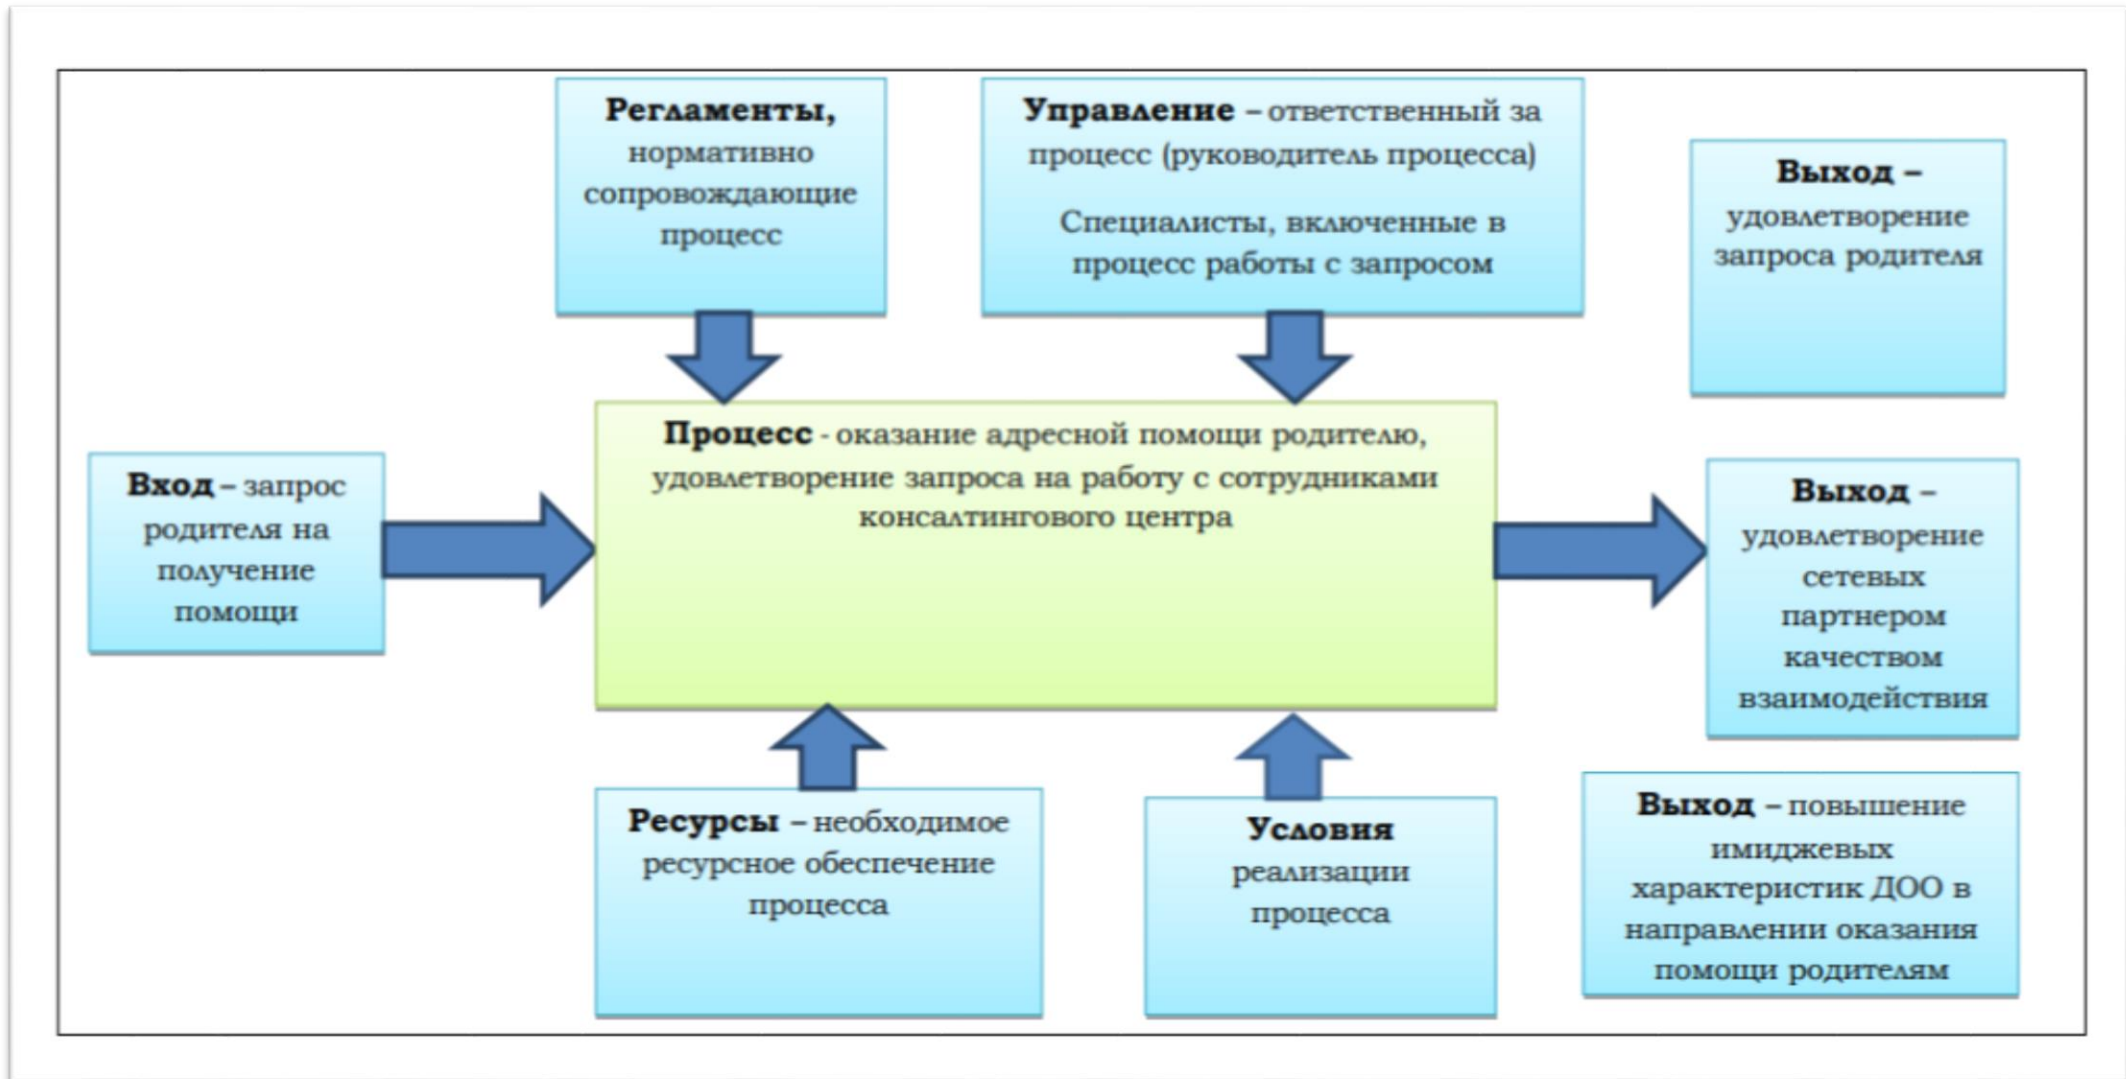 Регламенты,
нормативно
сопровождающие
процесс
Управление – ответственный за
процесс (руководитель процесса)
Специалисты, включенные в
процесс работы с запросом
Выход –
удовлетворение
запроса родителя
Вход – запрос
родителя на
получение
помощи
Процесс - оказание адресной помощи родителю,
удовлетворение запроса на работу с сотрудниками
консалтингового центра
Выход –
удовлетворение
сетевых
партнером
качеством
взаимодействия
Ресурсы – необходимое
ресурсное обеспечение
процесса
Условия
реализации
процесса
Выход – повышение
имиджевых
характеристик ДОО в
направлении оказания
помощи родителям